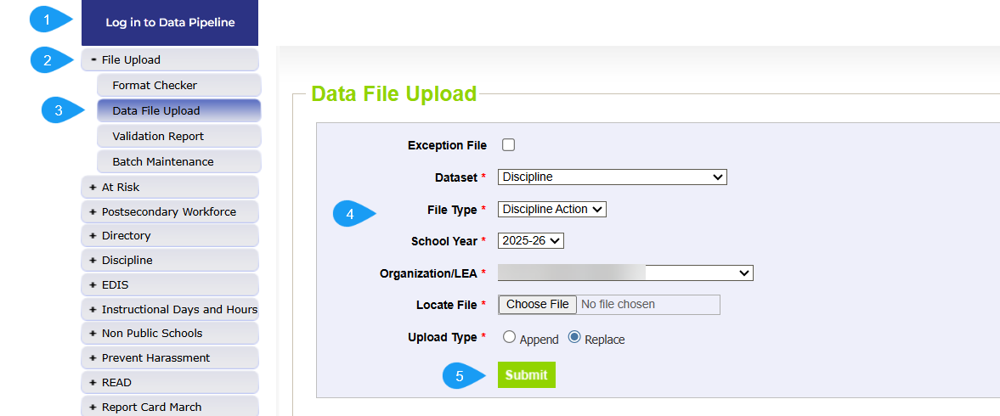 1
Log in to Data Pipeline
2
- File Upload
Format Checker
3
Data File Upload
Validation Report
Batch Maintenance
+ At Risk
+ Postsecondary Workforce
+ Directory
+ Discipline
+ EDIS
+ Instructional Days and Hours
+ Non Public Schools
+ Prevent Harassment
+ READ
+ Report Card March
Data File Upload
Exception File
Dataset * Discipline
4
File Type * Discipline Action
School Year * 2025-26
Organization/LEA *
Locate File * Choose File No file chosen
Upload Type * Append Replace
5
Submit